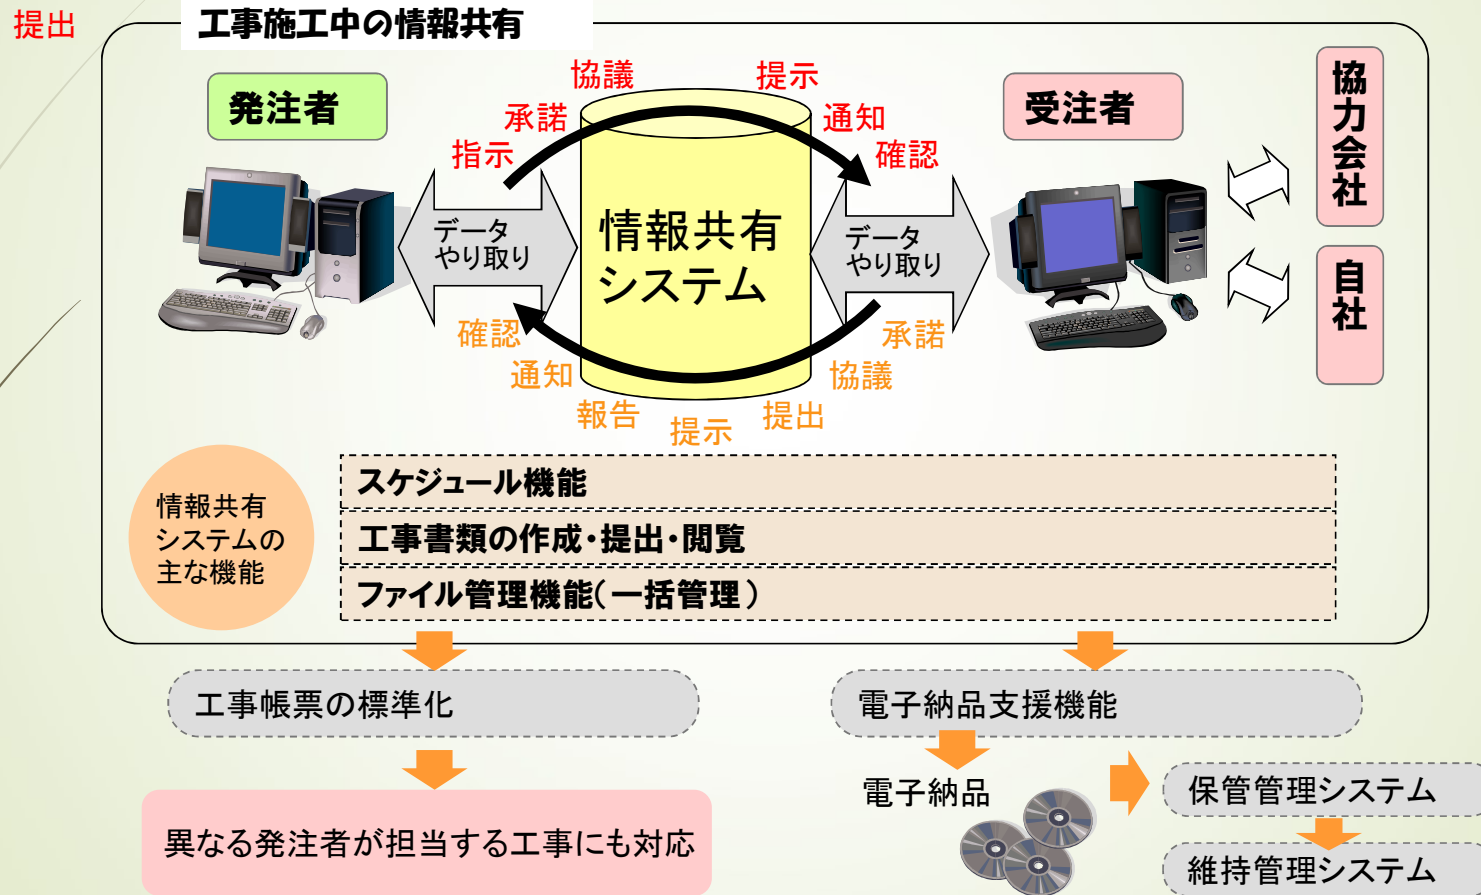 提出
工事施工中の情報共有
発注者
受注者
協力会社
自社
協議
提示
承諾
通知
指示
確認
データ
やり取り
情報共有
システム
データ
やり取り
確認
承諾
通知
協議
報告
提示
提出
情報共有
システムの
主な機能
スケジュール機能
工事書類の作成・提出・閲覧
ファイル管理機能(一括管理)
工事帳票の標準化
電子納品支援機能
電子納品
保管管理システム
異なる発注者が担当する工事にも対応
維持管理システム